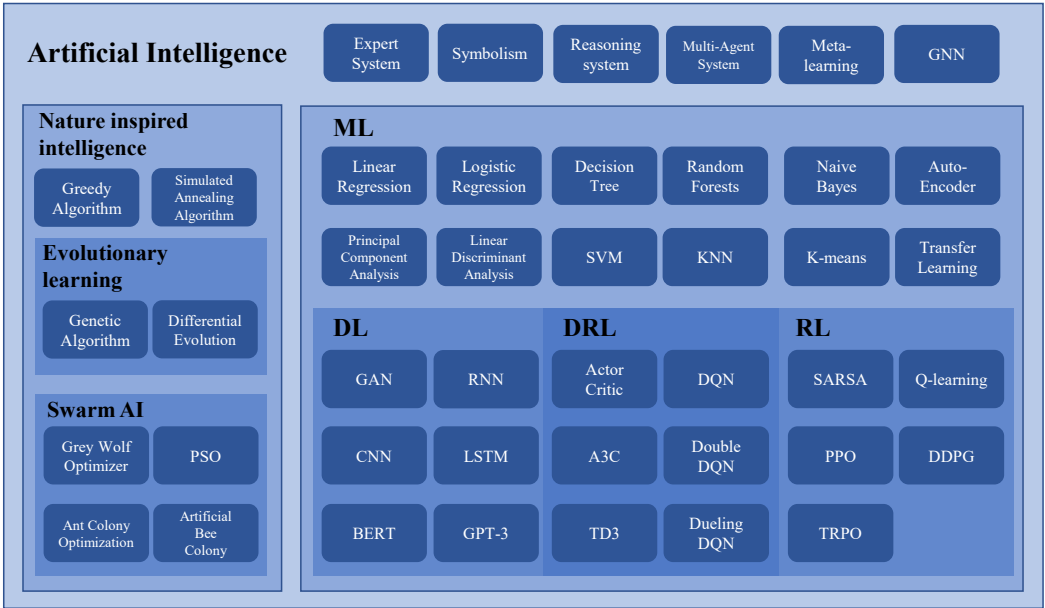 Artificial Intelligence
Expert
System
Symbolism
Reasoning
system
Multi-Agent
System
Meta-
learning
GNN
Nature inspired
intelligence
Greedy
Algorithm
Simulated
Annealing
Algorithm
Evolutionary
learning
Genetic
Algorithm
Differential
Evolution
Swarm AI
Grey Wolf
Optimizer
PSO
Ant Colony
Optimization
Artificial
Bee
Colony
ML
Linear
Regression
Logistic
Regression
Decision
Tree
Random
Forests
Naive
Bayes
Auto-
Encoder
Principal
Component
Analysis
Linear
Discriminant
Analysis
SVM
KNN
K-means
Transfer
Learning
DL
GAN
RNN
CNN
LSTM
BERT
GPT-3
DRL
Actor
Critic
DQN
A3C
Double
DQN
TD3
Dueling
DQN
RL
SARSA
Q-learning
PPO
DDPG
TRPO